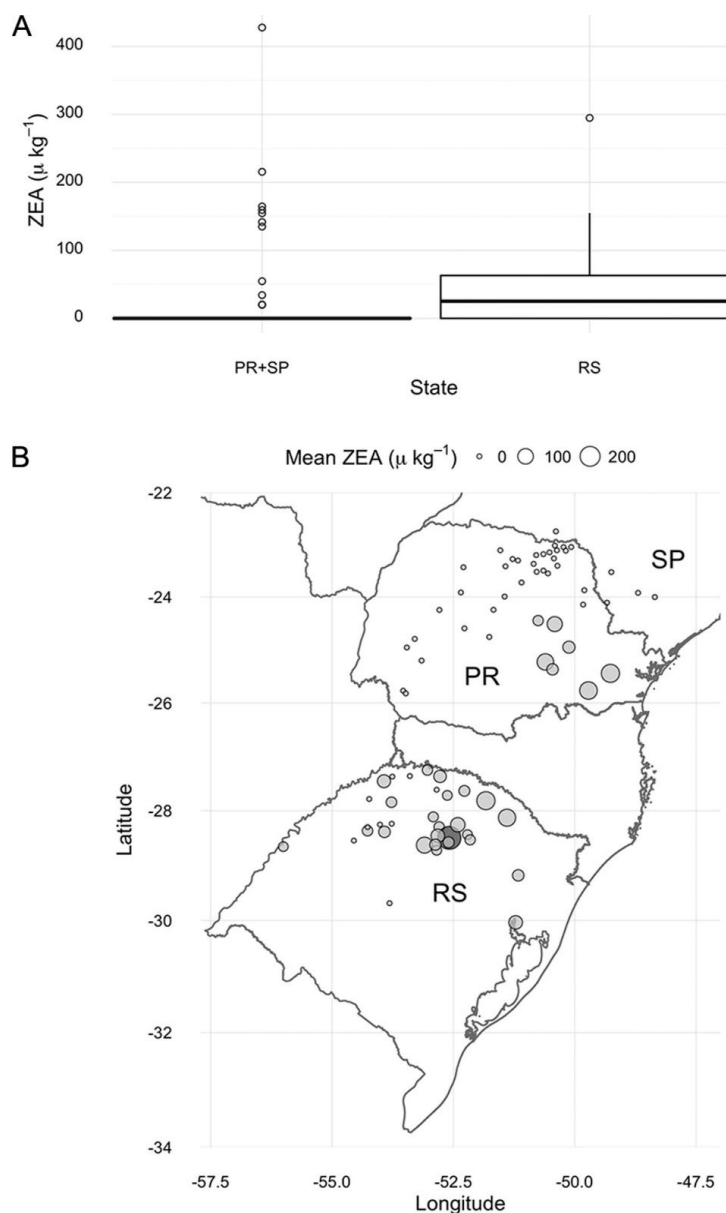 A
ZEA (μ kg⁻¹)
400
300
200
100
0
PR+SP RS
State
B
Mean ZEA (μ kg⁻¹) 0 100 200
Latitude
-22
-24
-26
-28
-30
-32
-34
SP
PR
RS
-57.5 -55.0 -52.5 -50.0 -47.5
Longitude